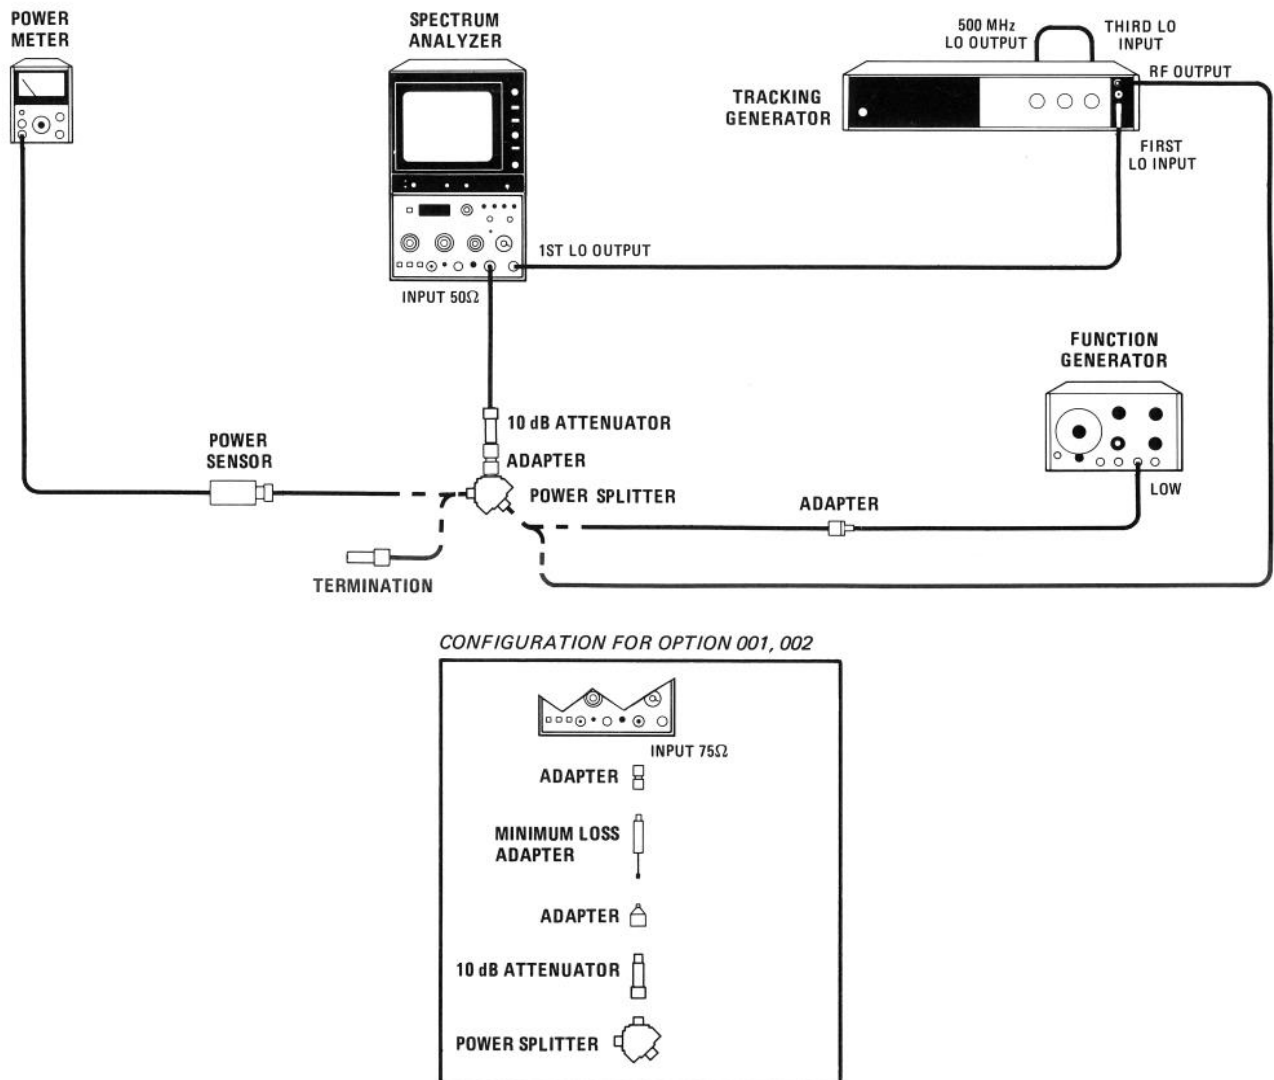 POWER
METER
SPECTRUM
ANALYZER
500 MHz
LO OUTPUT
THIRD LO
INPUT
RF OUTPUT
TRACKING
GENERATOR
FIRST
LO INPUT
1ST LO OUTPUT
INPUT 50Ω
FUNCTION
GENERATOR
10 dB ATTENUATOR
POWER
SENSOR
ADAPTER
POWER SPLITTER
ADAPTER
LOW
TERMINATION
CONFIGURATION FOR OPTION 001, 002
INPUT 75Ω
ADAPTER
MINIMUM LOSS
ADAPTER
ADAPTER
10 dB ATTENUATOR
POWER SPLITTER